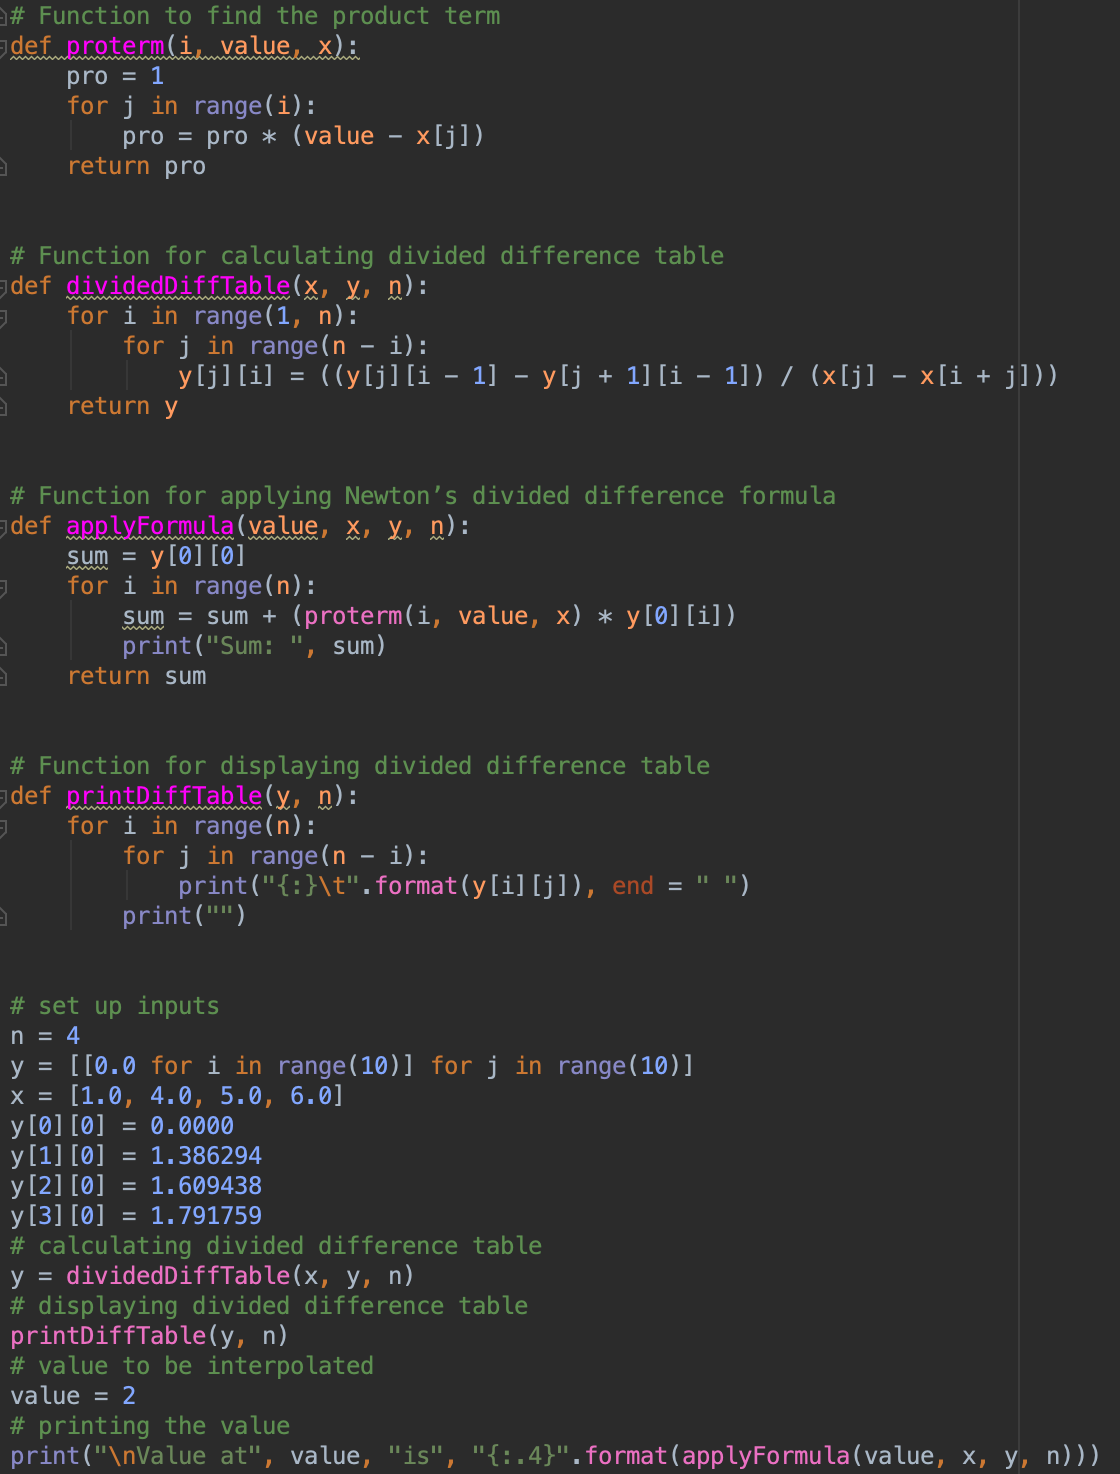 # Function to find the product term
def proterm(i, value, x):
    pro = 1
    for j in range(i):
        pro = pro * (value - x[j])
    return pro
# Function for calculating divided difference table
def dividedDiffTable(x, y, n):
    for i in range(1, n):
        for j in range(n - i):
            y[j][i] = ((y[j][i - 1] - y[j + 1][i - 1]) / (x[j] - x[i + j]))
    return y
# Function for applying Newton’s divided difference formula
def applyFormula(value, x, y, n):
    sum = y[0][0]
    for i in range(n):
        sum = sum + (proterm(i, value, x) * y[0][i])
        print("Sum: ", sum)
    return sum
# Function for displaying divided difference table
def printDiffTable(y, n):
    for i in range(n):
        for j in range(n - i):
            print("{:}\t".format(y[i][j]), end = " ")
        print("")
# set up inputs
n = 4
y = [[0.0 for i in range(10)] for j in range(10)]
x = [1.0, 4.0, 5.0, 6.0]
y[0][0] = 0.0000
y[1][0] = 1.386294
y[2][0] = 1.609438
y[3][0] = 1.791759
# calculating divided difference table
y = dividedDiffTable(x, y, n)
# displaying divided difference table
printDiffTable(y, n)
# value to be interpolated
value = 2
# printing the value
print("\nValue at", value, "is", "{:.4}".format(applyFormula(value, x, y, n)))